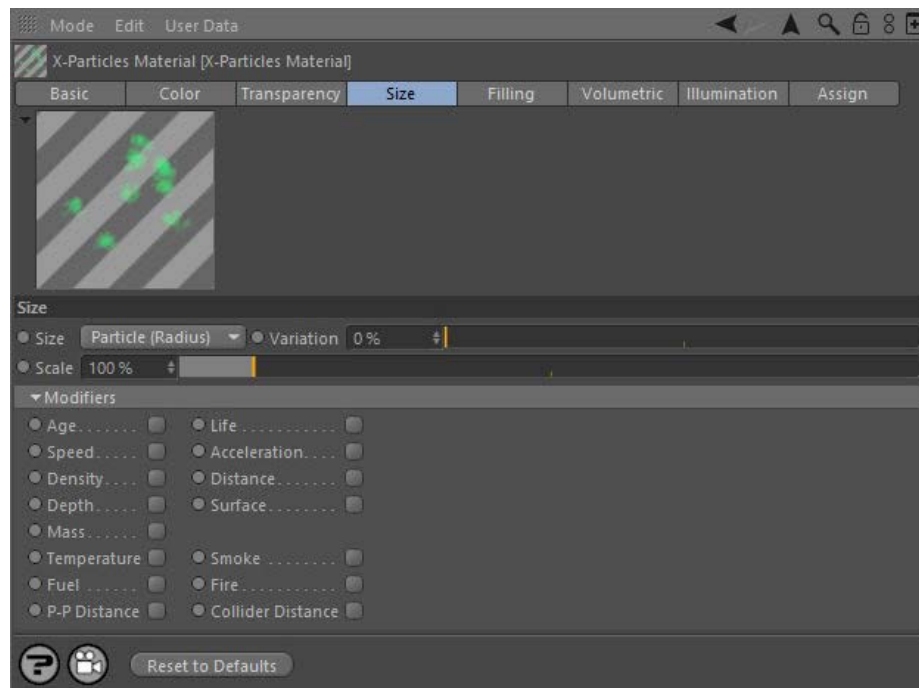 Mode Edit User Data
X-Particles Material [X-Particles Material]
Basic Color Transparency Size Filling Volumetric Illumination Assign
Size
Size Particle (Radius) Variation 0 %
Scale 100 %
Modifiers
Age....... Life...........
Speed..... Acceleration....
Density.... Distance.......
Depth..... Surface........
Mass......
Temperature Smoke ........
Fuel ...... Fire...........
P-P Distance Collider Distance
Reset to Defaults